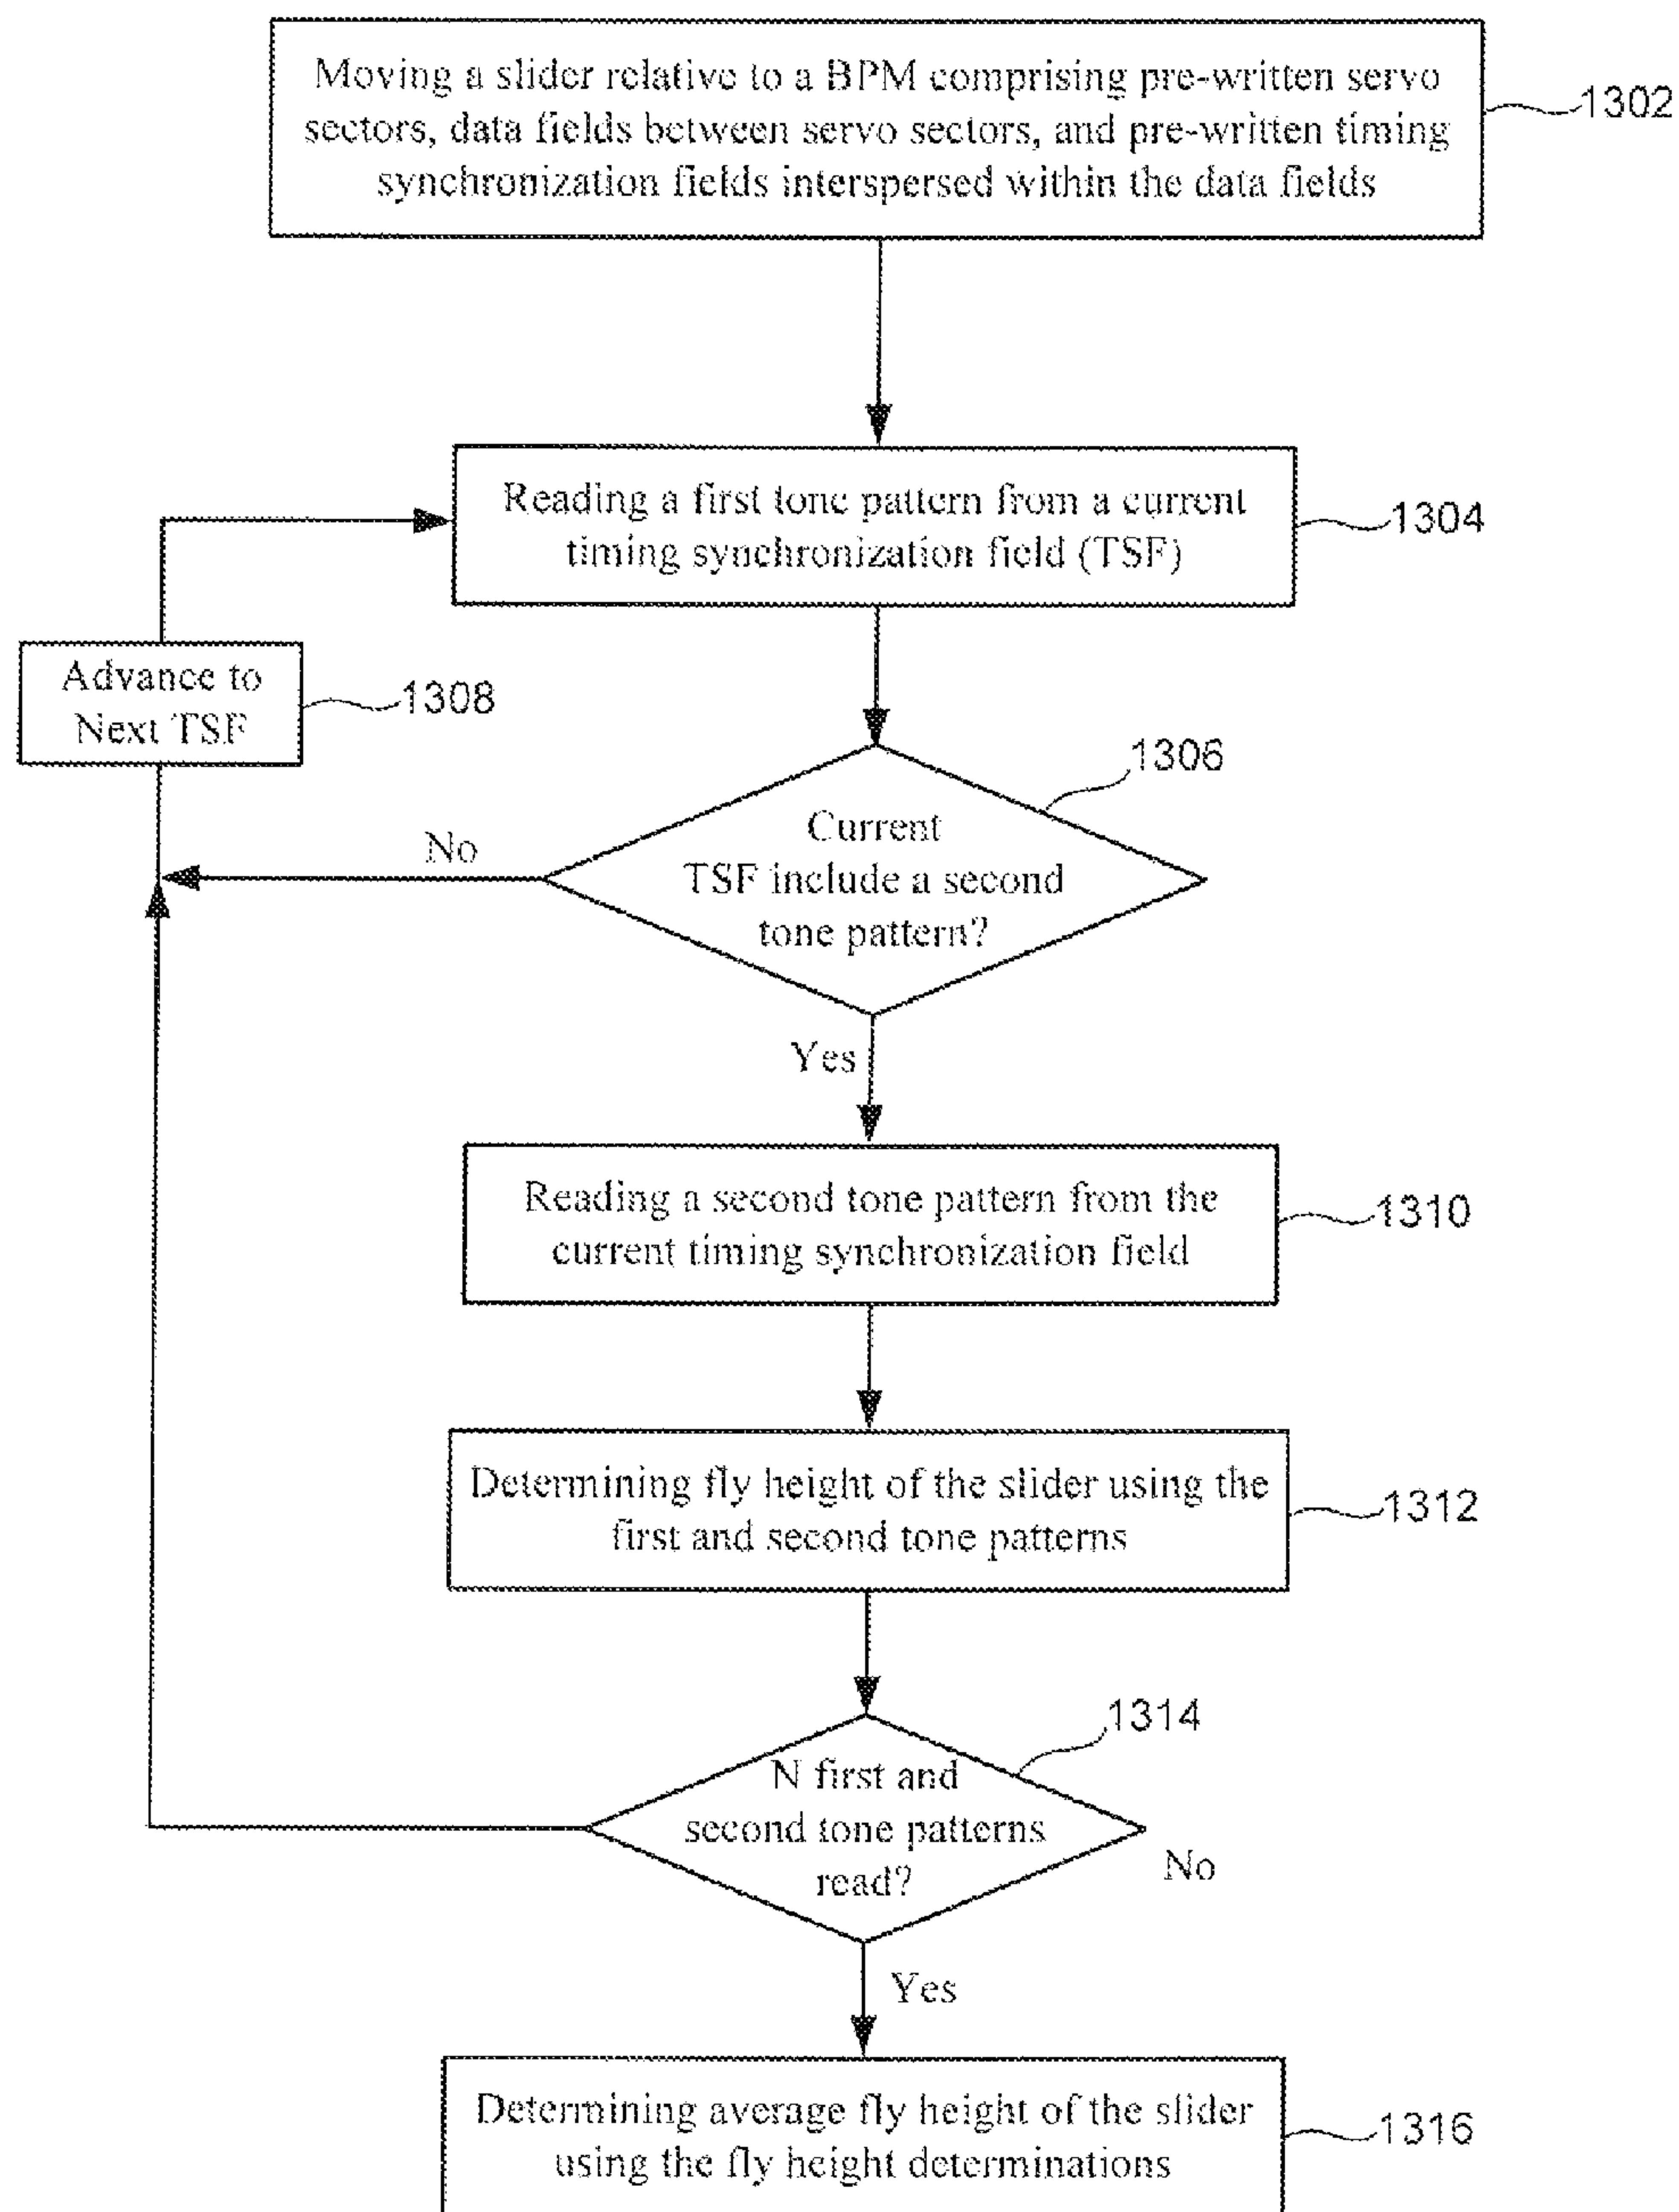 Moving a slider relative to a BPM comprising pre-written servo
sectors, data fields between servo sectors, and pre-written timing
synchronization fields interspersed within the data fields
1302
Reading a first tone pattern from a current
timing synchronization field (TSF)
1304
Advance to
Next TSF
1308
1306
Current
TSF include a second
tone pattern?
No
Yes
Reading a second tone pattern from the
current timing synchronization field
1310
Determining fly height of the slider using the
first and second tone patterns
1312
1314
N first and
second tone patterns
read?
No
Yes
Determining average fly height of the slider
using the fly height determinations
1316